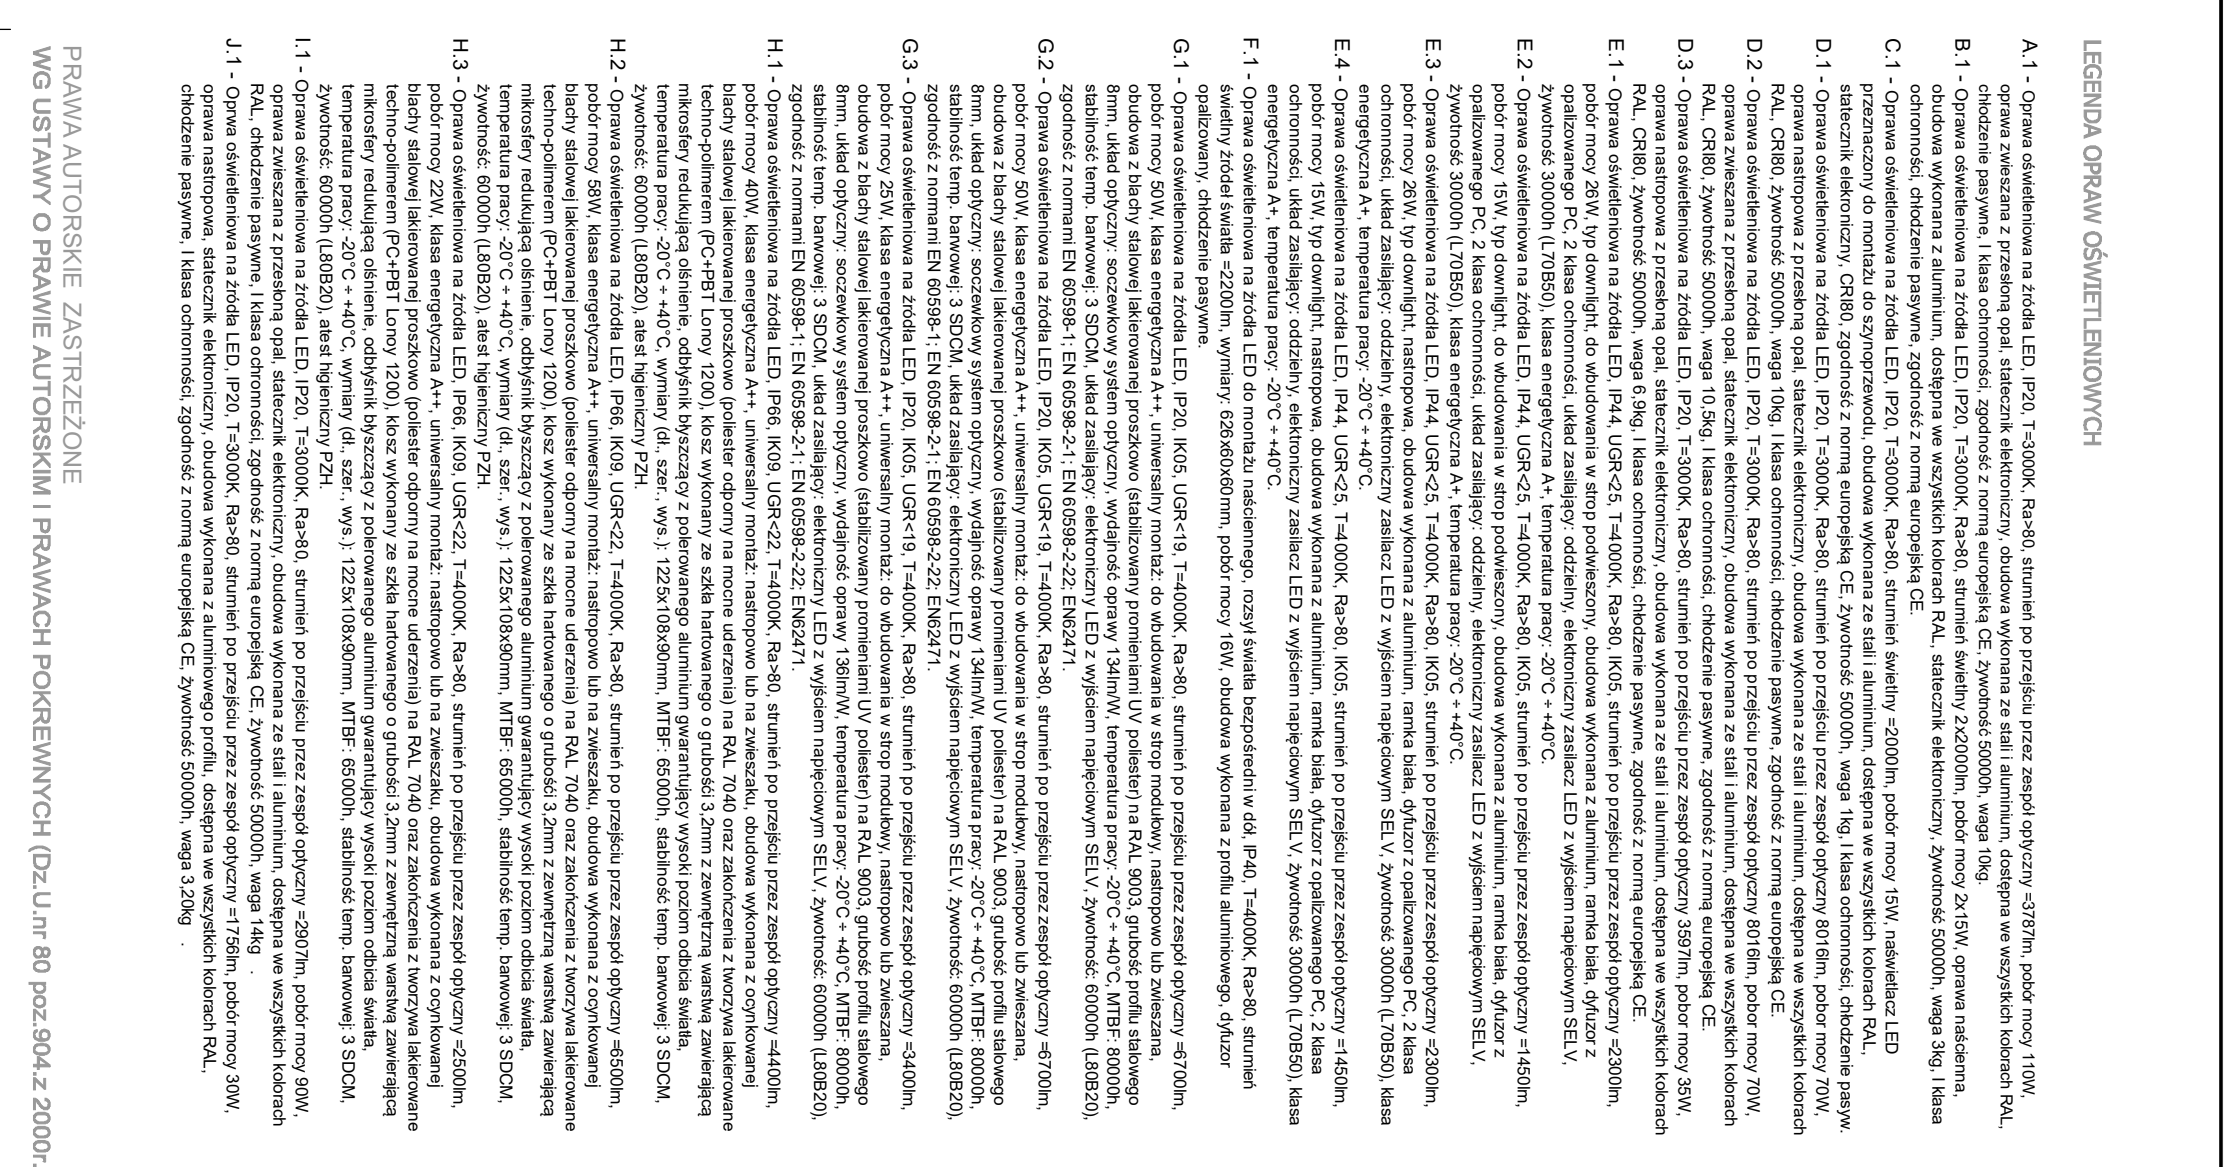 LEGENDA OPRAW OŚWIETLENIOWYCH
A.1 - Oprawa oświetleniowa na źródła LED, IP20, T=3000K, Ra>80, strumień po przejściu przez zespół optyczny =3787lm, pobór mocy 110W,
oprawa zwieszana z przesłoną opal, statecznik elektroniczny, obudowa wykonana ze stali i aluminium, dostępna we wszystkich kolorach RAL,
chłodzenie pasywne, I klasa ochronności, zgodność z normą europejską CE, żywotność 50000h, waga 10kg.
B.1 - Oprawa oświetleniowa na źródła LED, IP20, T=3000K, Ra>80, strumień świetlny 2x2000lm, pobór mocy 2x15W, oprawa naścienna,
obudowa wykonana z aluminium, dostępna we wszystkich kolorach RAL, statecznik elektroniczny, żywotność 50000h, waga 3kg, I klasa
ochronności, chłodzenie pasywne, zgodność z normą europejską CE.
C.1 - Oprawa oświetleniowa na źródła LED, IP20, T=3000K, Ra>80, strumień świetlny =2000lm, pobór mocy 15W, naświetlacz LED
przeznaczony do montażu do szynoprzewodu, obudowa wykonana ze stali i aluminium, dostępna we wszystkich kolorach RAL,
statecznik elekroniczny, CRI80, zgodność z normą europejską CE, żywotność 50000h, waga 1kg, I klasa ochronności, chłodzenie pasyw.
D.1 - Oprawa oświetleniowa na źródła LED, IP20, T=3000K, Ra>80, strumień po przejściu przez zespół optyczny 8016lm, pobór mocy 70W,
oprawa nastropowa z przesłoną opal, statecznik elektroniczny, obudowa wykonana ze stali i aluminium, dostępna we wszystkich kolorach
RAL, CRI80, żywotność 50000h, waga 10kg, I klasa ochronności, chłodzenie pasywne, zgodność z normą europejską CE.
D.2 - Oprawa oświetleniowa na źródła LED, IP20, T=3000K, Ra>80, strumień po przejściu przez zespół optyczny 8016lm, pobór mocy 70W,
oprawa zwieszana z przesłoną opal, statecznik elektroniczny, obudowa wykonana ze stali i aluminium, dostępna we wszystkich kolorach
RAL, CRI80, żywotność 50000h, waga 10,5kg, I klasa ochronności, chłodzenie pasywne, zgodność z normą europejską CE.
D.3 - Oprawa oświetleniowa na źródła LED, IP20, T=3000K, Ra>80, strumień po przejściu przez zespół optyczny 3597lm, pobór mocy 35W,
oprawa nastropowa z przesłoną opal, statecznik elektroniczny, obudowa wykonana ze stali i aluminium, dostępna we wszystkich kolorach
RAL, CRI80, żywotność 50000h, waga 6,9kg, I klasa ochronności, chłodzenie pasywne, zgodność z normą europejską CE.
E.1 - Oprawa oświetleniowa na źródła LED, IP44, UGR<25, T=4000K, Ra>80, IK05, strumień po przejściu przez zespół optyczny =2300lm,
pobór mocy 26W, typ downlight, do wbudowania w strop podwieszony, obudowa wykonana z aluminium, ramka biała, dyfuzor z
opalizowanego PC, 2 klasa ochronności, układ zasilający: oddzielny, elektroniczny zasilacz LED z wyjściem napięciowym SELV,
żywotność 30000h (L70B50), klasa energetyczna A+, temperatura pracy: -20°C ÷ +40°C.
E.2 - Oprawa oświetleniowa na źródła LED, IP44, UGR<25, T=4000K, Ra>80, IK05, strumień po przejściu przez zespół optyczny =1450lm,
pobór mocy 15W, typ downlight, do wbudowania w strop podwieszony, obudowa wykonana z aluminium, ramka biała, dyfuzor z
opalizowanego PC, 2 klasa ochronności, układ zasilający: oddzielny, elektroniczny zasilacz LED z wyjściem napięciowym SELV,
żywotność 30000h (L70B50), klasa energetyczna A+, temperatura pracy: -20°C ÷ +40°C.
E.3 - Oprawa oświetleniowa na źródła LED, IP44, UGR<25, T=4000K, Ra>80, IK05, strumień po przejściu przez zespół optyczny =2300lm,
pobór mocy 26W, typ downlight, nastropowa, obudowa wykonana z aluminium, ramka biała, dyfuzor z opalizowanego PC, 2 klasa
ochronności, układ zasilający: oddzielny, elektroniczny zasilacz LED z wyjściem napięciowym SELV, żywotność 30000h (L70B50), klasa
energetyczna A+, temperatura pracy: -20°C ÷ +40°C.
E.4 - Oprawa oświetleniowa na źródła LED, IP44, UGR<25, T=4000K, Ra>80, IK05, strumień po przejściu przez zespół optyczny =1450lm,
pobór mocy 15W, typ downlight, nastropowa, obudowa wykonana z aluminium, ramka biała, dyfuzor z opalizowanego PC, 2 klasa
ochronności, układ zasilający: oddzielny, elektroniczny zasilacz LED z wyjściem napięciowym SELV, żywotność 30000h (L70B50), klasa
energetyczna A+, temperatura pracy: -20°C ÷ +40°C.
F.1 - Oprawa oświetleniowa na źródła LED do montażu naściennego, rozsył światła bezpośredni w dół, IP40, T=4000K, Ra>80, strumień
świetlny źródeł światła =2200lm, wymiary: 626x60x60mm, pobór mocy 16W, obudowa wykonana z profilu aluminiowego, dyfuzor
opalizowany, chłodzenie pasywne.
G.1 - Oprawa oświetleniowa na źródła LED, IP20, IK05, UGR<19, T=4000K, Ra>80, strumień po przejściu przez zespół optyczny =6700lm,
pobór mocy 50W, klasa energetyczna A++, uniwersalny montaż: do wbudowania w strop modułowy, nastropowo lub zwieszana,
obudowa z blachy stalowej lakierowanej proszkowo (stabilizowany promieniami UV poliester) na RAL 9003, grubość profilu stalowego
8mm, układ optyczny: soczewkowy system optyczny, wydajność oprawy 134lm/W, temperatura pracy: -20°C ÷ +40°C, MTBF: 80000h,
stabilność temp. barwowej: 3 SDCM, układ zasilający: elektroniczny LED z wyjściem napięciowym SELV, żywotność: 60000h (L80B20),
zgodność z normami EN 60598-1; EN 60598-2-1; EN 60598-2-22; EN62471.
G.2 - Oprawa oświetleniowa na źródła LED, IP20, IK05, UGR<19, T=4000K, Ra>80, strumień po przejściu przez zespół optyczny =6700lm,
pobór mocy 50W, klasa energetyczna A++, uniwersalny montaż: do wbudowania w strop modułowy, nastropowo lub zwieszana,
obudowa z blachy stalowej lakierowanej proszkowo (stabilizowany promieniami UV poliester) na RAL 9003, grubość profilu stalowego
8mm, układ optyczny: soczewkowy system optyczny, wydajność oprawy 134lm/W, temperatura pracy: -20°C ÷ +40°C, MTBF: 80000h,
stabilność temp. barwowej: 3 SDCM, układ zasilający: elektroniczny LED z wyjściem napięciowym SELV, żywotność: 60000h (L80B20),
zgodność z normami EN 60598-1; EN 60598-2-1; EN 60598-2-22; EN62471.
G.3 - Oprawa oświetleniowa na źródła LED, IP20, IK05, UGR<19, T=4000K, Ra>80, strumień po przejściu przez zespół optyczny =3400lm,
pobór mocy 25W, klasa energetyczna A++, uniwersalny montaż: do wbudowania w strop modułowy, nastropowo lub zwieszana,
obudowa z blachy stalowej lakierowanej proszkowo (stabilizowany promieniami UV poliester) na RAL 9003, grubość profilu stalowego
8mm, układ optyczny: soczewkowy system optyczny, wydajność oprawy 136lm/W, temperatura pracy: -20°C ÷ +40°C, MTBF: 80000h,
stabilność temp. barwowej: 3 SDCM, układ zasilający: elektroniczny LED z wyjściem napięciowym SELV, żywotność: 60000h (L80B20),
zgodność z normami EN 60598-1; EN 60598-2-1; EN 60598-2-22; EN62471.
H.1 - Oprawa oświetleniowa na źródła LED, IP66, IK09, UGR<22, T=4000K, Ra>80, strumień po przejściu przez zespół optyczny =4400lm,
pobór mocy 40W, klasa energetyczna A++, uniwersalny montaż: nastropowo lub na zwieszaku, obudowa wykonana z ocynkowanej
blachy stalowej lakierowanej proszkowo (poliester odporny na mocne uderzenia) na RAL 7040 oraz zakończenia z tworzywa lakierowane
techno-polimerem (PC+PBT Lonoy 1200), klosz wykonany ze szkła hartowanego o grubośći 3,2mm z zewnętrzną warstwą zawierającą
mikrosfery redukującą olśnienie, odbłyśnik błyszczący z polerowanego aluminium gwarantujący wysoki poziom odbicia światła,
temperatura pracy: -20°C ÷ +40°C, wymiary (dł., szer., wys.): 1225x108x90mm, MTBF: 65000h, stabilność temp. barwowej: 3 SDCM,
żywotność: 60000h (L80B20), atest higieniczny PZH.
H.2 - Oprawa oświetleniowa na źródła LED, IP66, IK09, UGR<22, T=4000K, Ra>80, strumień po przejściu przez zespół optyczny =6500lm,
pobór mocy 58W, klasa energetyczna A++, uniwersalny montaż: nastropowo lub na zwieszaku, obudowa wykonana z ocynkowanej
blachy stalowej lakierowanej proszkowo (poliester odporny na mocne uderzenia) na RAL 7040 oraz zakończenia z tworzywa lakierowane
techno-polimerem (PC+PBT Lonoy 1200), klosz wykonany ze szkła hartowanego o grubośći 3,2mm z zewnętrzną warstwą zawierającą
mikrosfery redukującą olśnienie, odbłyśnik błyszczący z polerowanego aluminium gwarantujący wysoki poziom odbicia światła,
temperatura pracy: -20°C ÷ +40°C, wymiary (dł., szer., wys.): 1225x108x90mm, MTBF: 65000h, stabilność temp. barwowej: 3 SDCM,
żywotność: 60000h (L80B20), atest higieniczny PZH.
H.3 - Oprawa oświetleniowa na źródła LED, IP66, IK09, UGR<22, T=4000K, Ra>80, strumień po przejściu przez zespół optyczny =2500lm,
pobór mocy 22W, klasa energetyczna A++, uniwersalny montaż: nastropowo lub na zwieszaku, obudowa wykonana z ocynkowanej
blachy stalowej lakierowanej proszkowo (poliester odporny na mocne uderzenia) na RAL 7040 oraz zakończenia z tworzywa lakierowane
techno-polimerem (PC+PBT Lonoy 1200), klosz wykonany ze szkła hartowanego o grubośći 3,2mm z zewnętrzną warstwą zawierającą
mikrosfery redukującą olśnienie, odbłyśnik błyszczący z polerowanego aluminium gwarantujący wysoki poziom odbicia światła,
temperatura pracy: -20°C ÷ +40°C, wymiary (dł., szer., wys.): 1225x108x90mm, MTBF: 65000h, stabilność temp. barwowej: 3 SDCM,
żywotność: 60000h (L80B20), atest higieniczny PZH.
I.1 - Oprawa oświetleniowa na źródła LED, IP20, T=3000K, Ra>80, strumień po przejściu przez zespół optyczny =2907lm, pobór mocy 90W,
oprawa zwieszana z przesłoną opal, statecznik elektroniczny, obudowa wykonana ze stali i aluminium, dostępna we wszystkich kolorach
RAL, chłodzenie pasywne, I klasa ochronności, zgodność z normą europejską CE, żywotność 50000h, waga 14kg .
J.1 - Oprwa oświetleniowa na źródła LED, IP20, T=3000K, Ra>80, strumień po przejściu przez zespół optyczny =1756lm, pobór mocy 30W,
oprawa nastropowa, statecznik elektroniczny, obudowa wykonana z aluminiowego profilu, dostępna we wszystkich kolorach RAL,
chłodzenie pasywne, I klasa ochronności, zgodność z normą europejską CE, żywotność 50000h, waga 3,20kg .
PRAWA AUTORSKIE ZASTRZEŻONE
WG USTAWY O PRAWIE AUTORSKIM I PRAWACH POKREWNYCH (Dz.U.nr 80 poz.904.z 2000r.